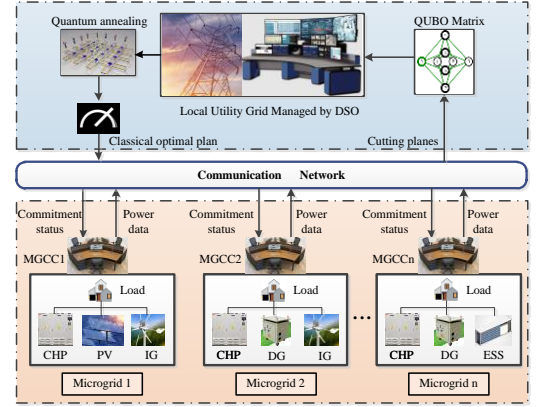 Quantum annealing
QUBO Matrix
Local Utility Grid Managed by DSO
Classical optimal plan
Cutting planes
Communication Network
Commitment status
Power data
Commitment status
Power data
Commitment status
Power data
MGCC1
MGCC2
MGCCn
Load
Load
Load
CHP PV IG
CHP DG IG
...
CHP DG ESS
Microgrid 1
Microgrid 2
Microgrid n